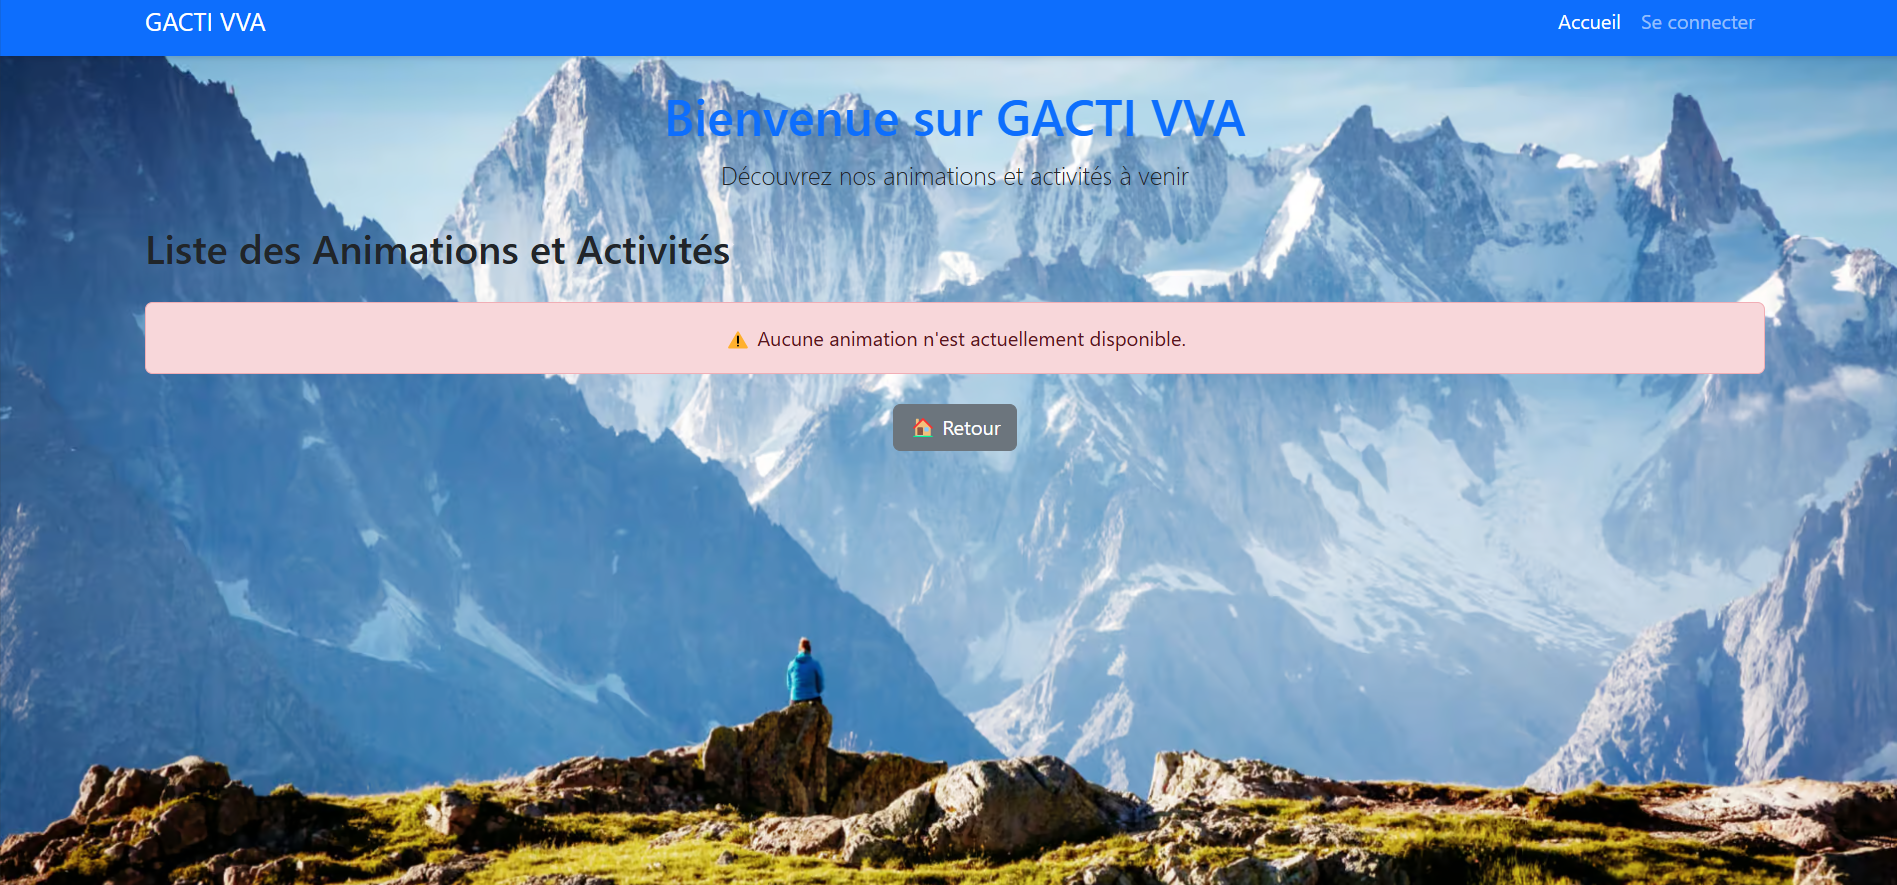 GACTI VVA
Accueil Se connecter
Bienvenue sur GACTI VVA
Découvrez nos animations et activités à venir
Liste des Animations et Activités
⚠️ Aucune animation n'est actuellement disponible.
🏠 Retour